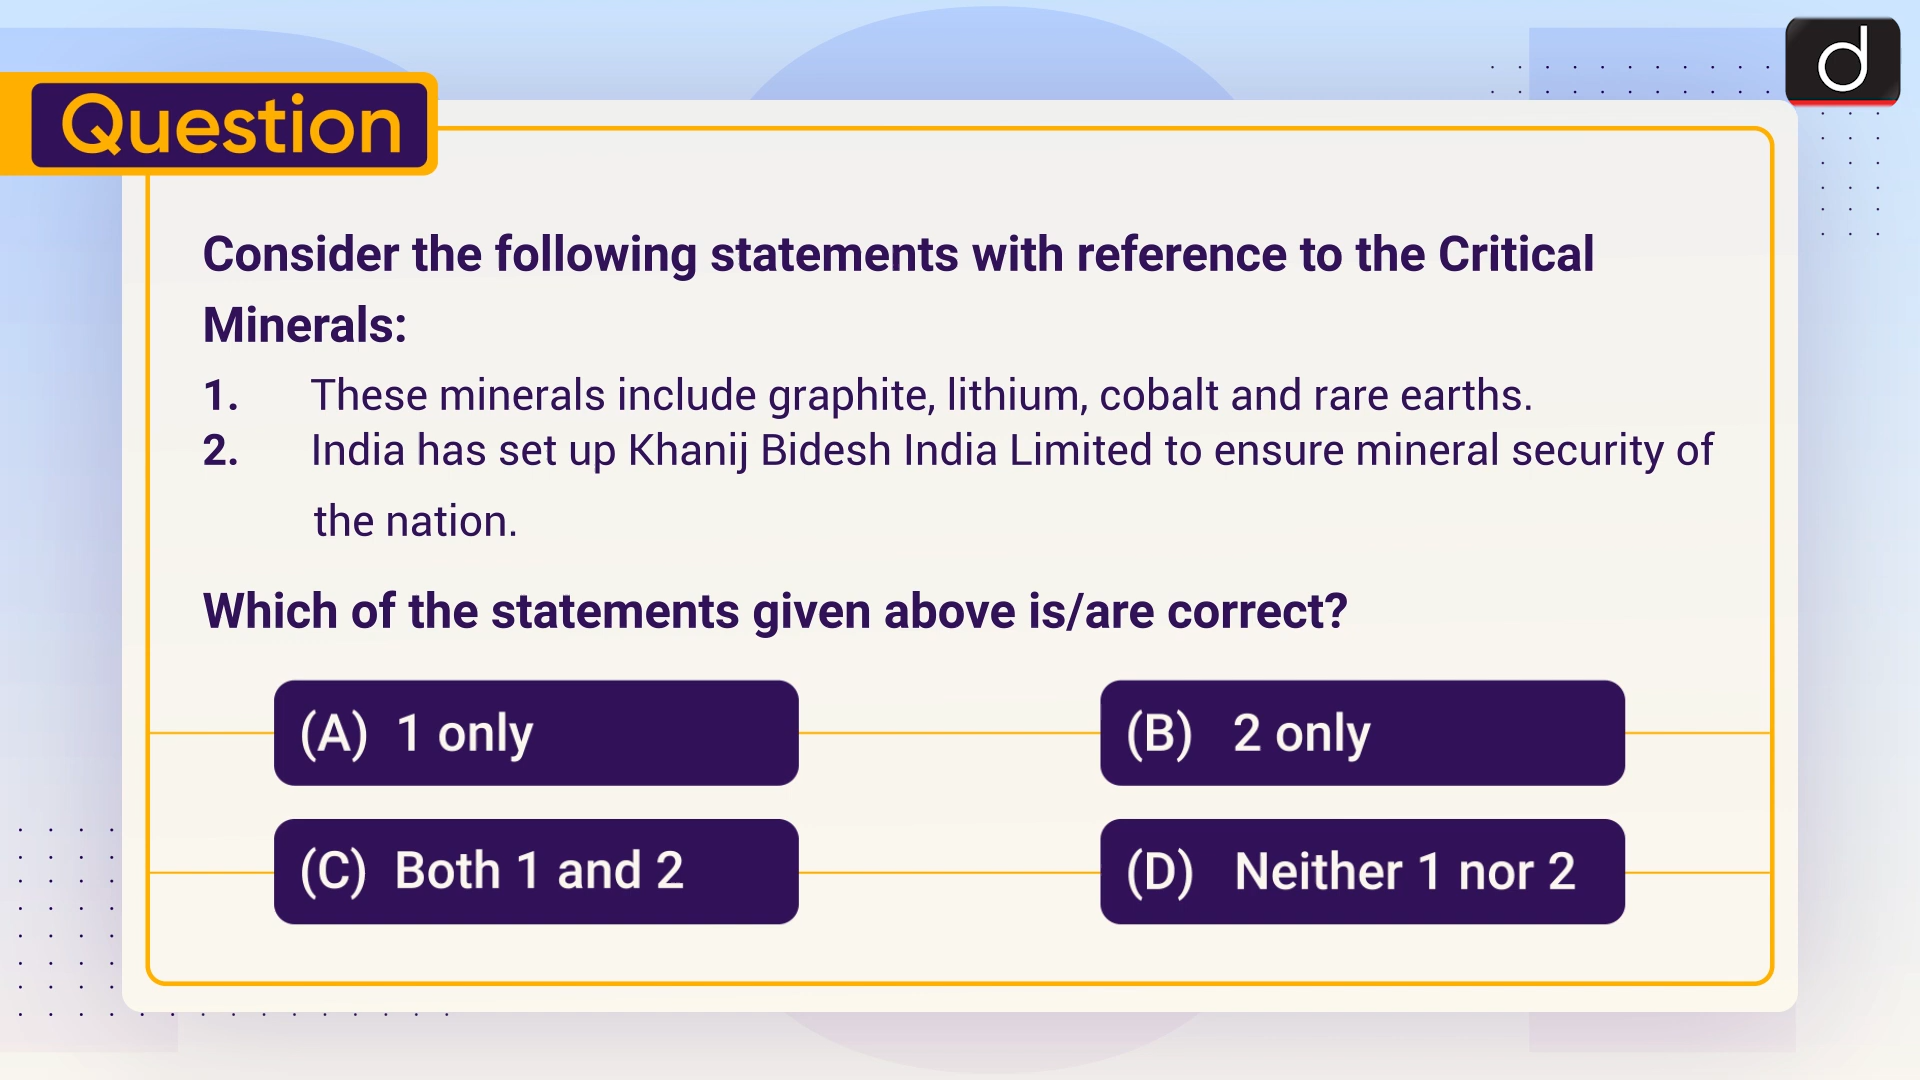 Question
Consider the following statements with reference to the Critical
Minerals:
1. These minerals include graphite, lithium, cobalt and rare earths.
2. India has set up Khanij Bidesh India Limited to ensure mineral security of
the nation.
Which of the statements given above is/are correct?
(A) 1 only
(B) 2 only
(C) Both 1 and 2
(D) Neither 1 nor 2
d